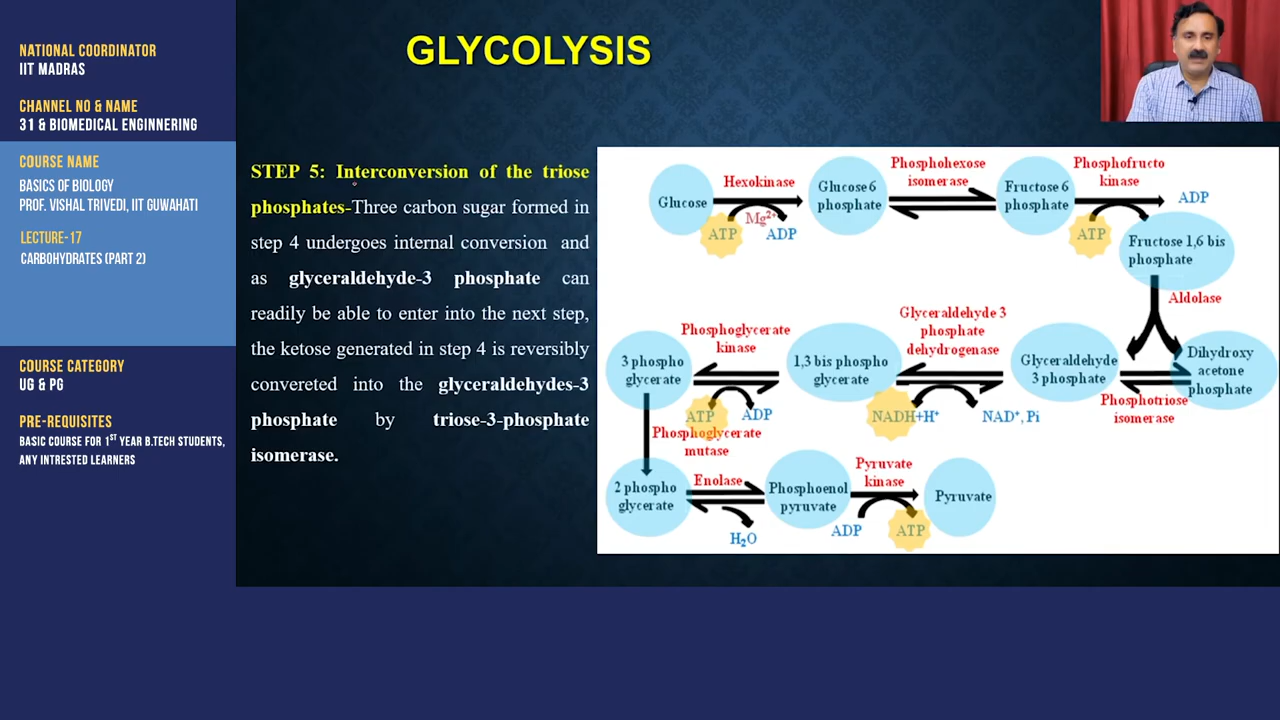 NATIONAL COORDINATOR
IIT MADRAS
CHANNEL NO & NAME
31 & BIOMEDICAL ENGINNERING
COURSE NAME
BASICS OF BIOLOGY
PROF. VISHAL TRIVEDI, IIT GUWAHATI
LECTURE-17
CARBOHYDRATES (PART 2)
COURSE CATEGORY
UG & PG
PRE-REQUISITES
BASIC COURSE FOR 1ST YEAR B.TECH STUDENTS,
ANY INTRESTED LEARNERS
GLYCOLYSIS
STEP 5: Interconversion of the triose
phosphates-Three carbon sugar formed in
step 4 undergoes internal conversion and
as glyceraldehyde-3 phosphate can
readily be able to enter into the next step,
the ketose generated in step 4 is reversibly
convereted into the glyceraldehydes-3
phosphate by triose-3-phosphate
isomerase.
Glucose
Hexokinase
Mg2+
ATP
ADP
Glucose 6
phosphate
Phosphohexose
isomerase
Fructose 6
phosphate
Phosphofructo
kinase
ATP
ADP
Fructose 1,6 bis
phosphate
Aldolase
Dihydroxy
acetone
phosphate
Phosphotriose
isomerase
Glyceraldehyde
3 phosphate
Glyceraldehyde 3
phosphate
dehydrogenase
NADH+H+
NAD+, Pi
1,3 bis phospho
glycerate
Phosphoglycerate
kinase
ATP
ADP
3 phospho
glycerate
Phosphoglycerate
mutase
2 phospho
glycerate
Enolase
H2O
Phosphoenol
pyruvate
Pyruvate
kinase
ADP
ATP
Pyruvate